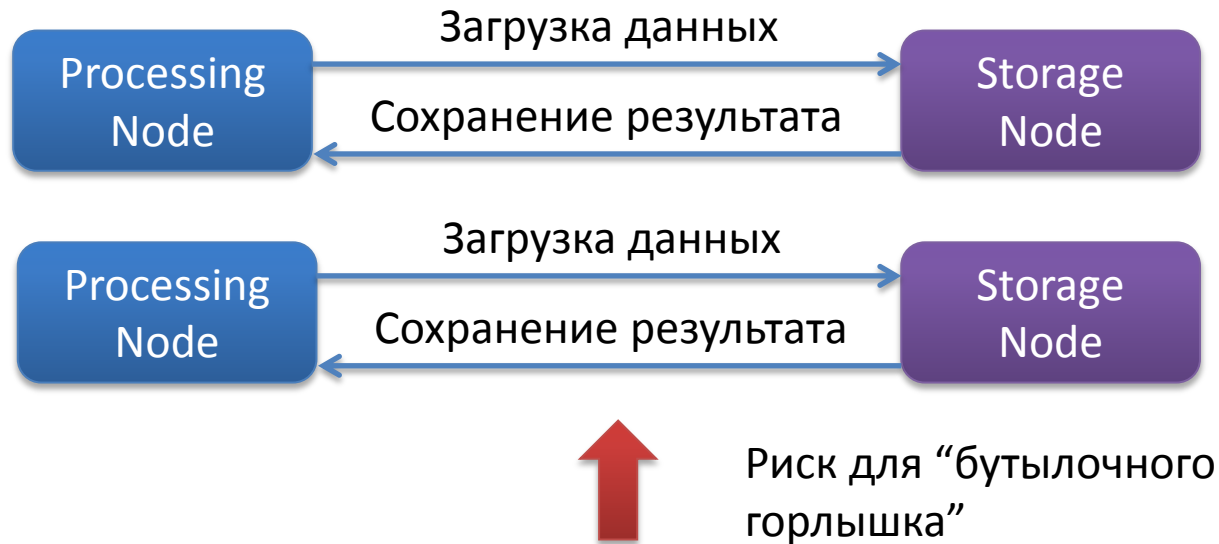 Загрузка данных
Processing
Node
Storage
Node
Сохранение результата
Загрузка данных
Processing
Node
Storage
Node
Сохранение результата
Риск для “бутылочного
горлышка”